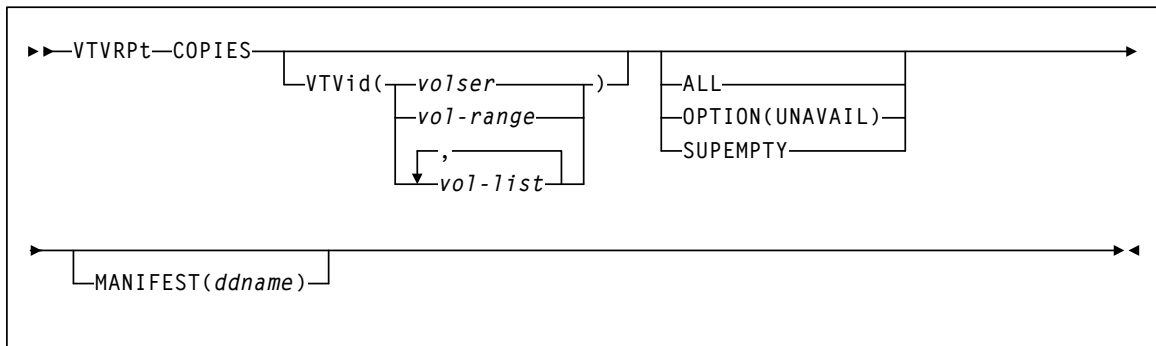 VTVRPt COPIES
VTVid( volser )
vol-range
,
vol-list
ALL
OPTION(UNAVAIL)
SUPEMPTY
MANIFEST(ddname)